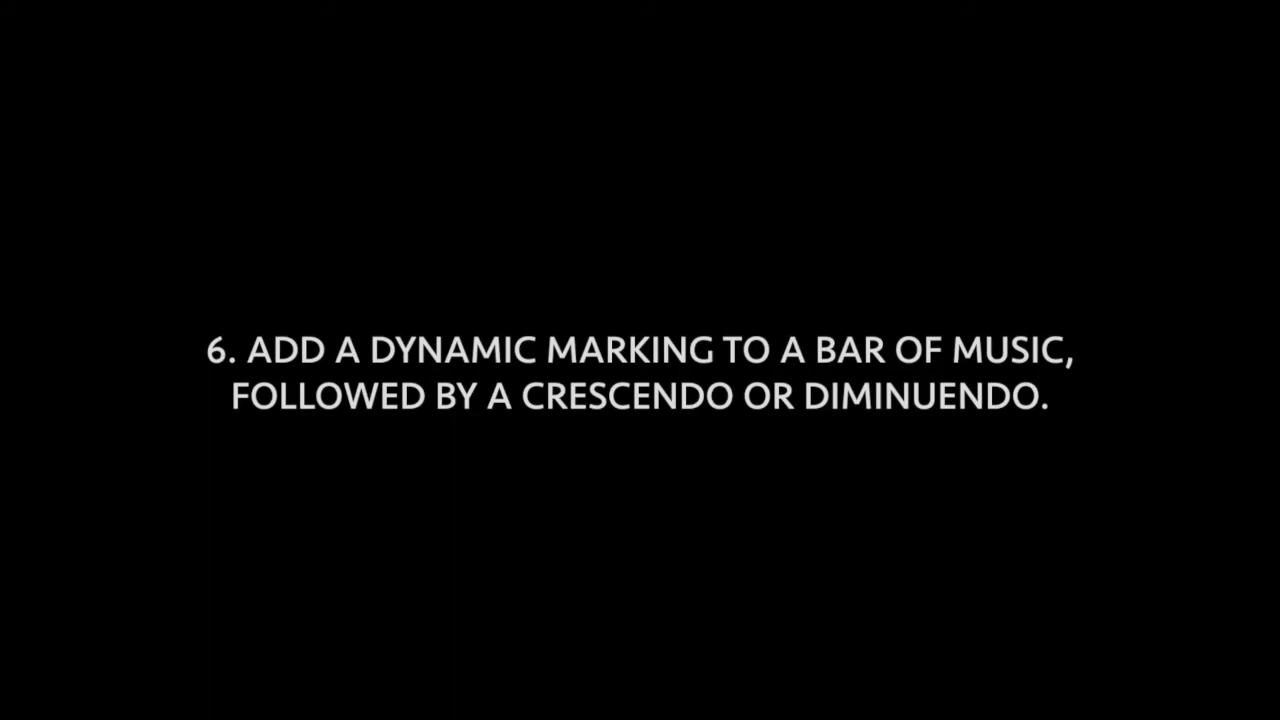 6. ADD A DYNAMIC MARKING TO A BAR OF MUSIC,
FOLLOWED BY A CRESCENDO OR DIMINUENDO.